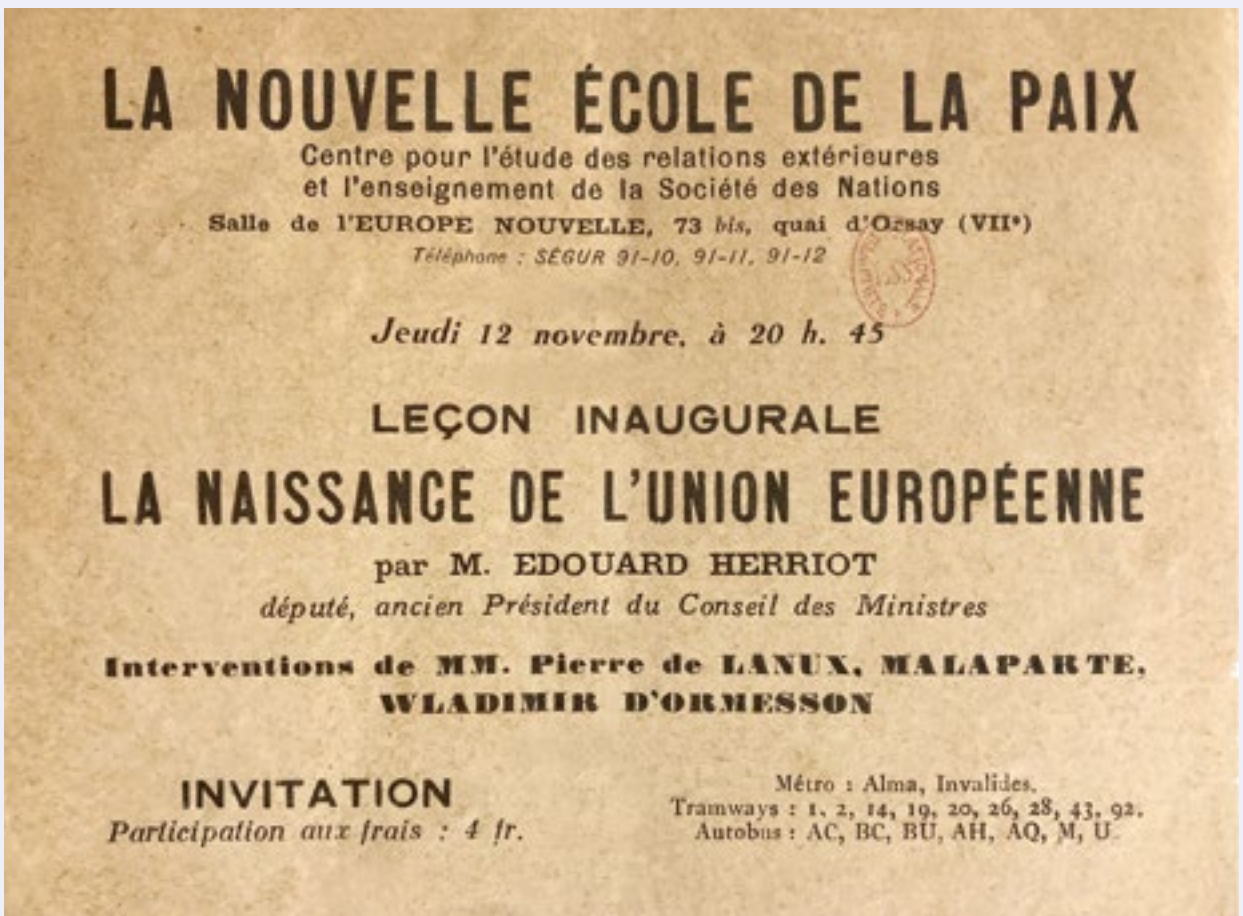 LA NOUVELLE ÉCOLE DE LA PAIX
Centre pour l'étude des relations extérieures
et l'enseignement de la Société des Nations
Salle de l'EUROPE NOUVELLE, 73 bis, quai d'Orsay (VIIᵉ)
Téléphone : SÉGUR 91-10, 91-11, 91-12
Jeudi 12 novembre, à 20 h. 45
LEÇON INAUGURALE
LA NAISSANCE DE L'UNION EUROPÉENNE
par M. EDOUARD HERRIOT
député, ancien Président du Conseil des Ministres
Interventions de MM. Pierre de LANUX, MALAPARTE,
WLADIMIR D'ORMESSON
INVITATION
Participation aux frais : 4 fr.
Métro : Alma, Invalides.
Tramways : 1, 2, 14, 19, 20, 26, 28, 43, 92.
Autobus : AC, BC, BU, AH, AQ, M, U